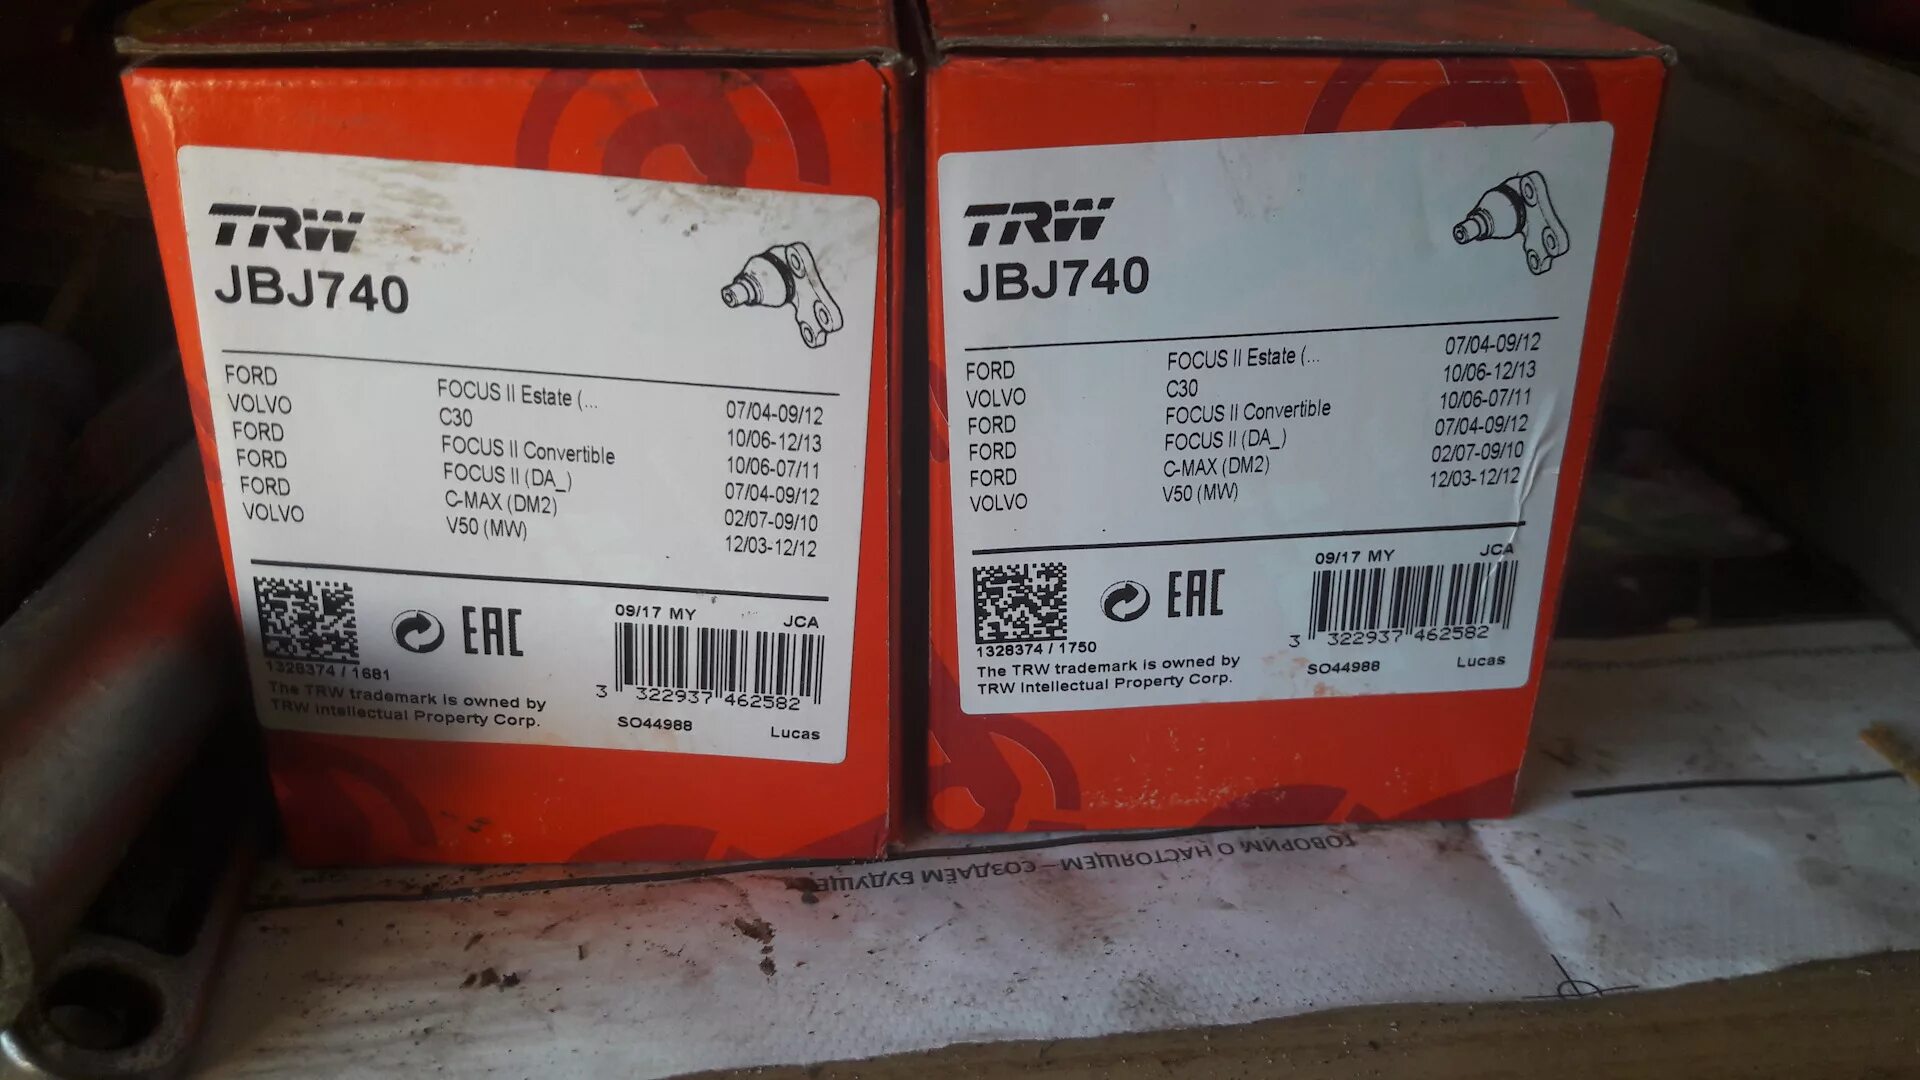 TRW
JBJ740
FORD FOCUS II Estate (... 07/04-09/12
VOLVO C30 10/06-12/13
FORD FOCUS II Convertible 10/06-07/11
FORD FOCUS II (DA_) 07/04-09/12
FORD C-MAX (DM2) 02/07-09/10
VOLVO V50 (MW) 12/03-12/12
09/17 MY JCA
EAC
1328374 / 1681
3 322937 462582
The TRW trademark is owned by
TRW Intellectual Property Corp.
SO44988 Lucas
TRW
JBJ740
FORD FOCUS II Estate (... 07/04-09/12
VOLVO C30 10/06-12/13
FORD FOCUS II Convertible 10/06-07/11
FORD FOCUS II (DA_) 07/04-09/12
FORD C-MAX (DM2) 02/07-09/10
VOLVO V50 (MW) 12/03-12/12
09/17 MY JCA
EAC
3 322937 462582
1328374 / 1750
The TRW trademark is owned by
TRW Intellectual Property Corp.
SO44988 Lucas
ГОВОРИМ О НАСТОЯЩЕМ – СОЗДАЁМ БУДУЩЕ